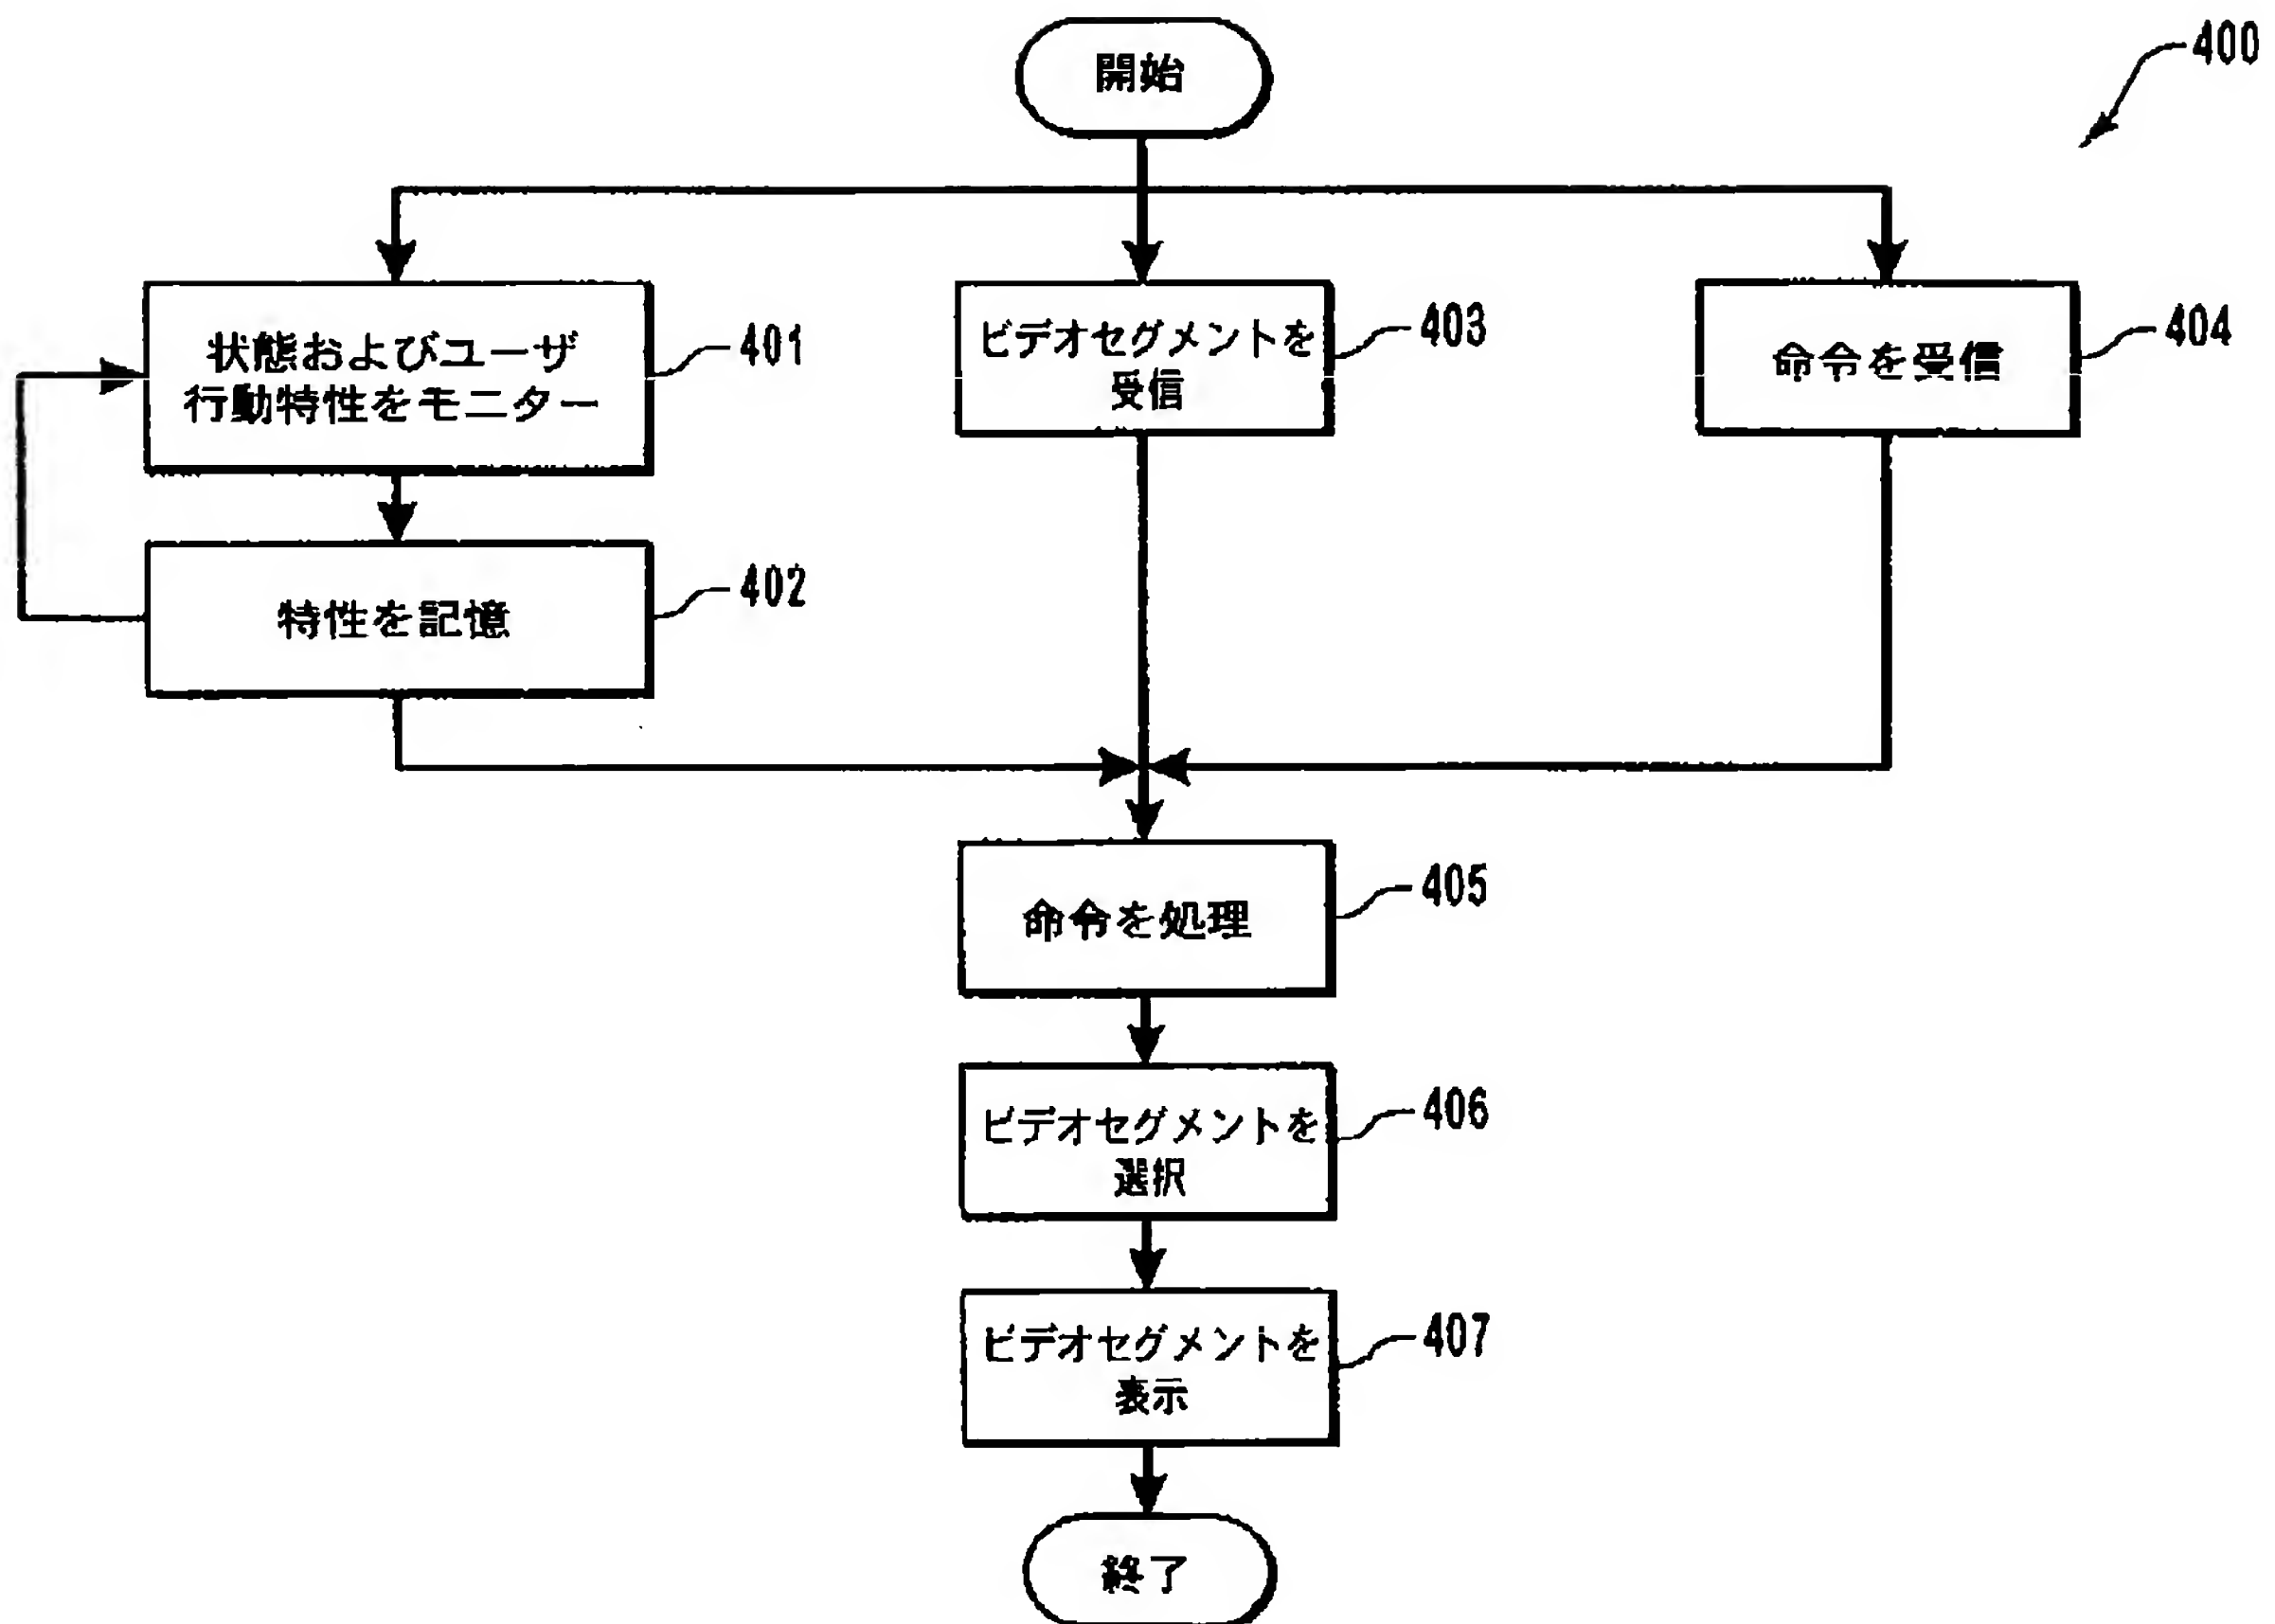 開始
400
状態およびユーザ
行動特性をモニター
401
ビデオセグメントを
受信
403
命令を受信
404
特性を記憶
402
命令を処理
405
ビデオセグメントを
選択
406
ビデオセグメントを
表示
407
終了